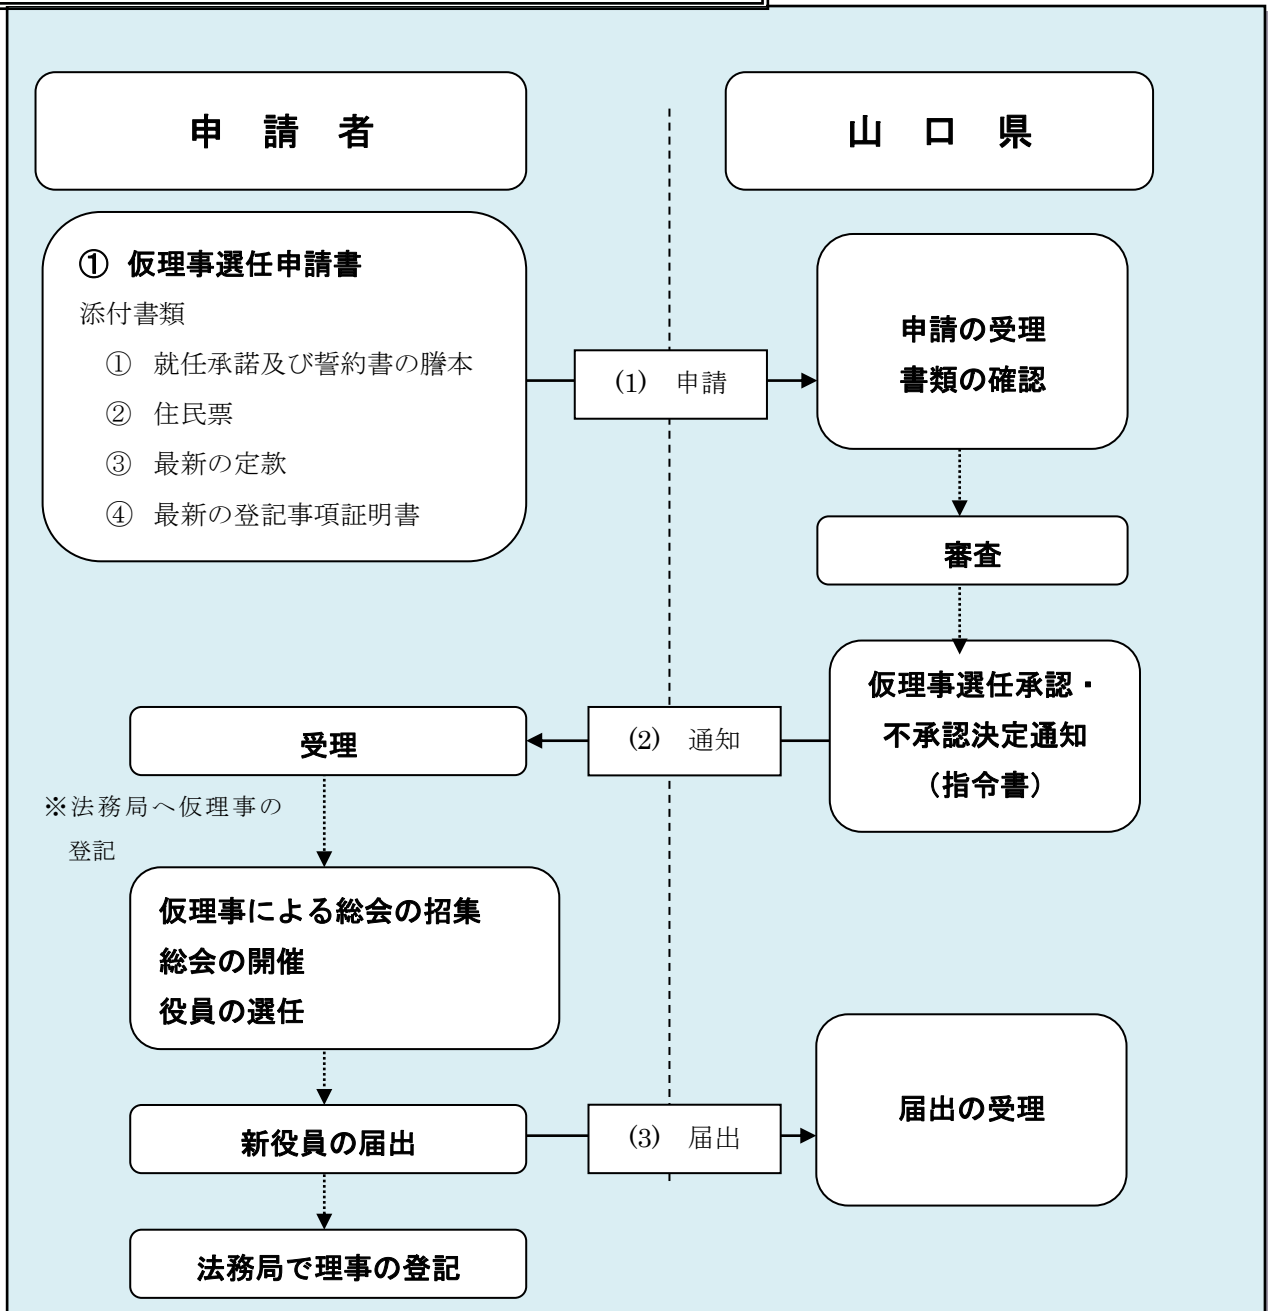 申 請 者
山 口 県
① 仮理事選任申請書
添付書類
① 就任承諾及び誓約書の謄本
② 住民票
③ 最新の定款
④ 最新の登記事項証明書
(1) 申請
申請の受理
書類の確認
審査
仮理事選任承認・
不承認決定通知
（指令書）
(2) 通知
受理
※法務局へ仮理事の
登記
仮理事による総会の招集
総会の開催
役員の選任
新役員の届出
(3) 届出
届出の受理
法務局で理事の登記